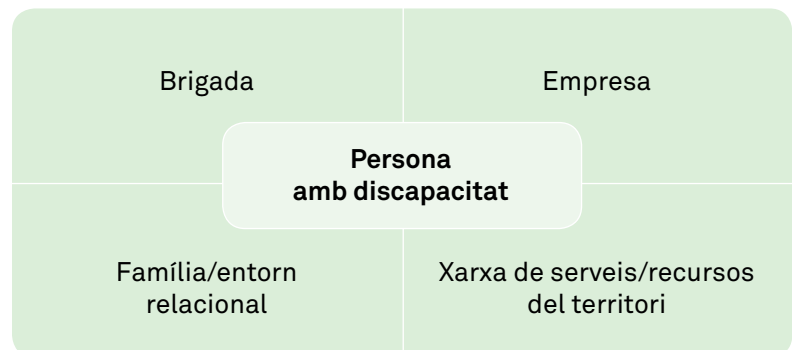 Brigada
Empresa
Persona
amb discapacitat
Família/entorn
relacional
Xarxa de serveis/recursos
del territori